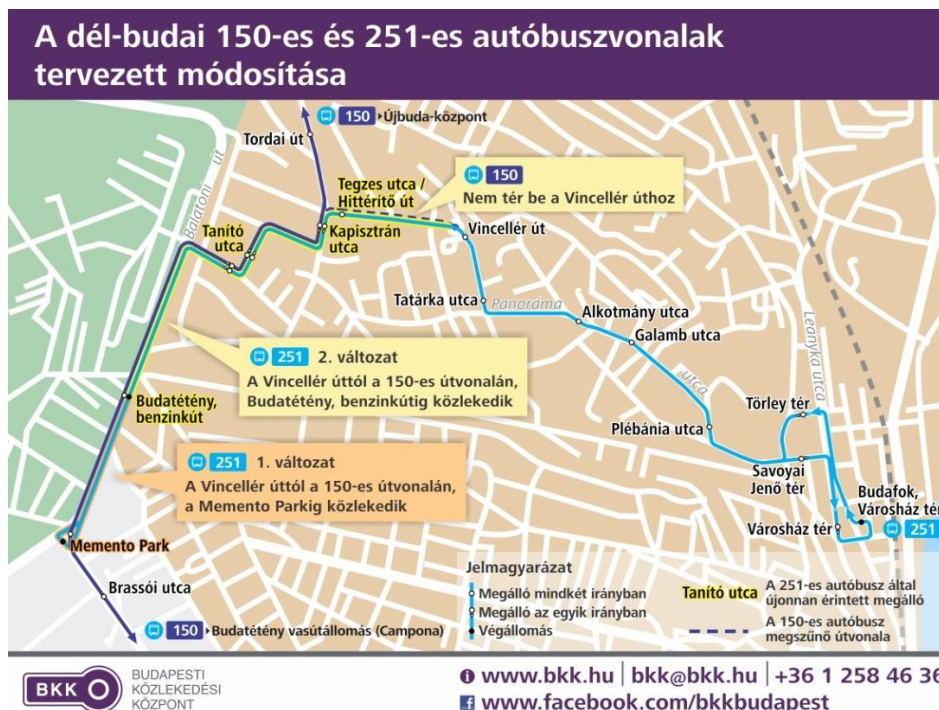 A dél-budai 150-es és 251-es autóbuszvonalak
tervezett módosítása
150 Újbuda-központ
Tordai út
Balatoni út
Tegzes utca /
Hittérítő út
150
Nem tér be a Vincellér úthoz
Tanító
utca
Kapisztrán
utca
Vincellér út
Tatárka utca
Panoráma
utca
Alkotmány utca
Galamb utca
Leányka utca
251 2. változat
A Vincellér úttól a 150-es útvonalán,
Budatétény, benzinkútig közlekedik
Budatétény,
benzinkút
Plébánia utca
Törley tér
Savoyai
Jenő tér
Budafok,
Városház tér
251
Városház tér
251 1. változat
A Vincellér úttól a 150-es útvonalán,
a Memento Parkig közlekedik
Memento Park
Brassói utca
150 Budatétény vasútállomás (Campona)
Jelmagyarázat
Megálló mindkét irányban
Megálló az egyik irányban
Végállomás
Tanító utca
A 251-es autóbusz által
újonnan érintett megálló
A 150-es autóbusz
megszűnő útvonala
BKK
BUDAPESTI
KÖZLEKEDÉSI
KÖZPONT
www.bkk.hu | bkk@bkk.hu | +36 1 258 46 36
www.facebook.com/bkkbudapest